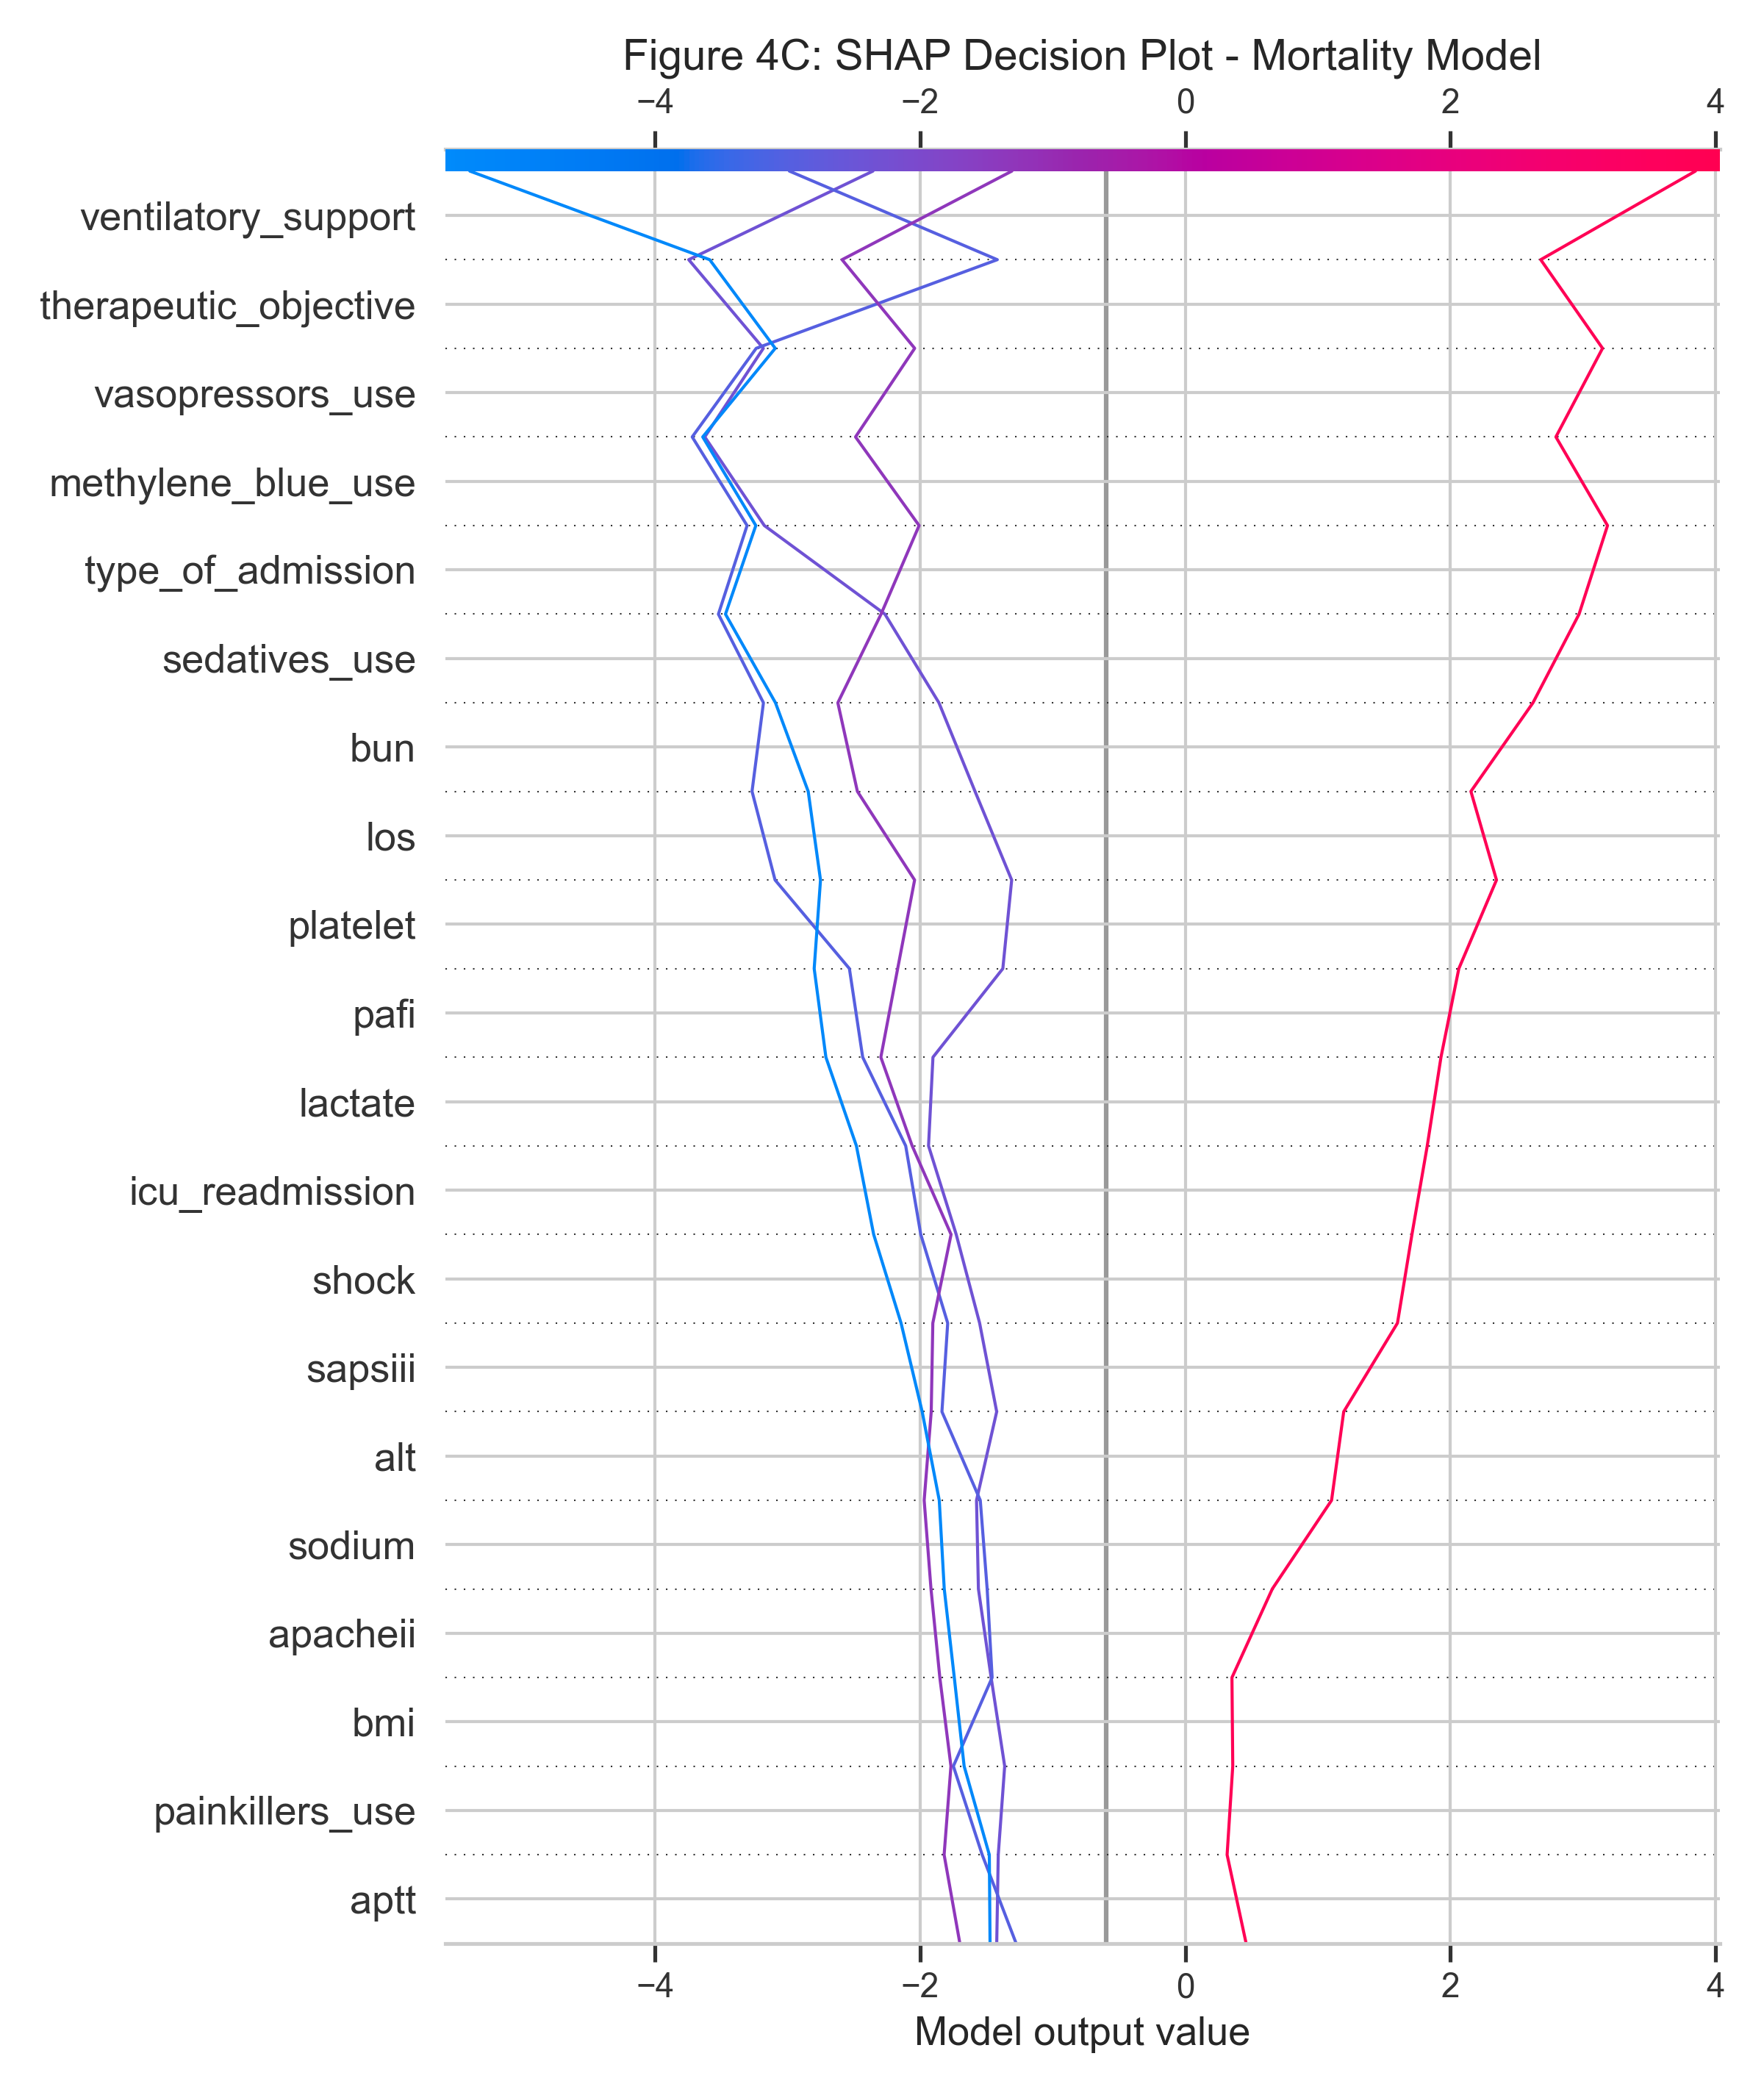 Figure 4C: SHAP Decision Plot - Mortality Model
−4 −2 0 2 4
ventilatory_support
therapeutic_objective
vasopressors_use
methylene_blue_use
type_of_admission
sedatives_use
bun
los
platelet
pafi
lactate
icu_readmission
shock
sapsiii
alt
sodium
apacheii
bmi
painkillers_use
aptt
−4 −2 0 2 4
Model output value